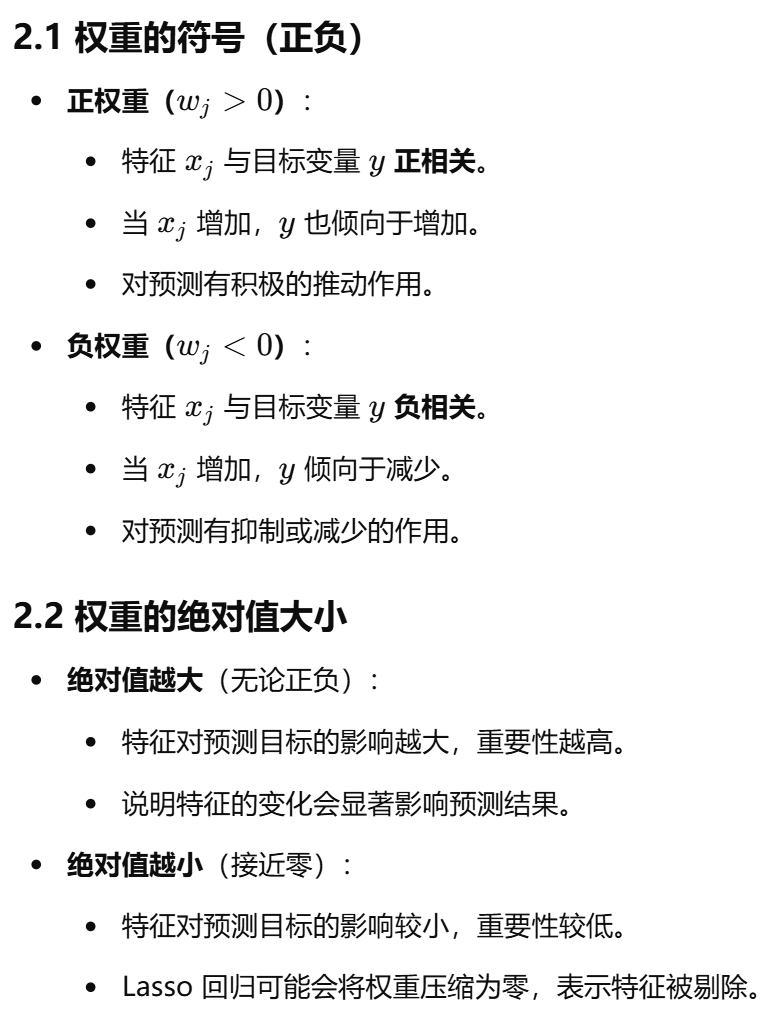 2.1 权重的符号（正负）
• 正权重（w_j > 0）：
• 特征 x_j 与目标变量 y 正相关。
• 当 x_j 增加，y 也倾向于增加。
• 对预测有积极的推动作用。
• 负权重（w_j < 0）：
• 特征 x_j 与目标变量 y 负相关。
• 当 x_j 增加，y 倾向于减少。
• 对预测有抑制或减少的作用。
2.2 权重的绝对值大小
• 绝对值越大（无论正负）：
• 特征对预测目标的影响越大，重要性越高。
• 说明特征的变化会显著影响预测结果。
• 绝对值越小（接近零）：
• 特征对预测目标的影响较小，重要性较低。
• Lasso 回归可能会将权重压缩为零，表示特征被剔除。